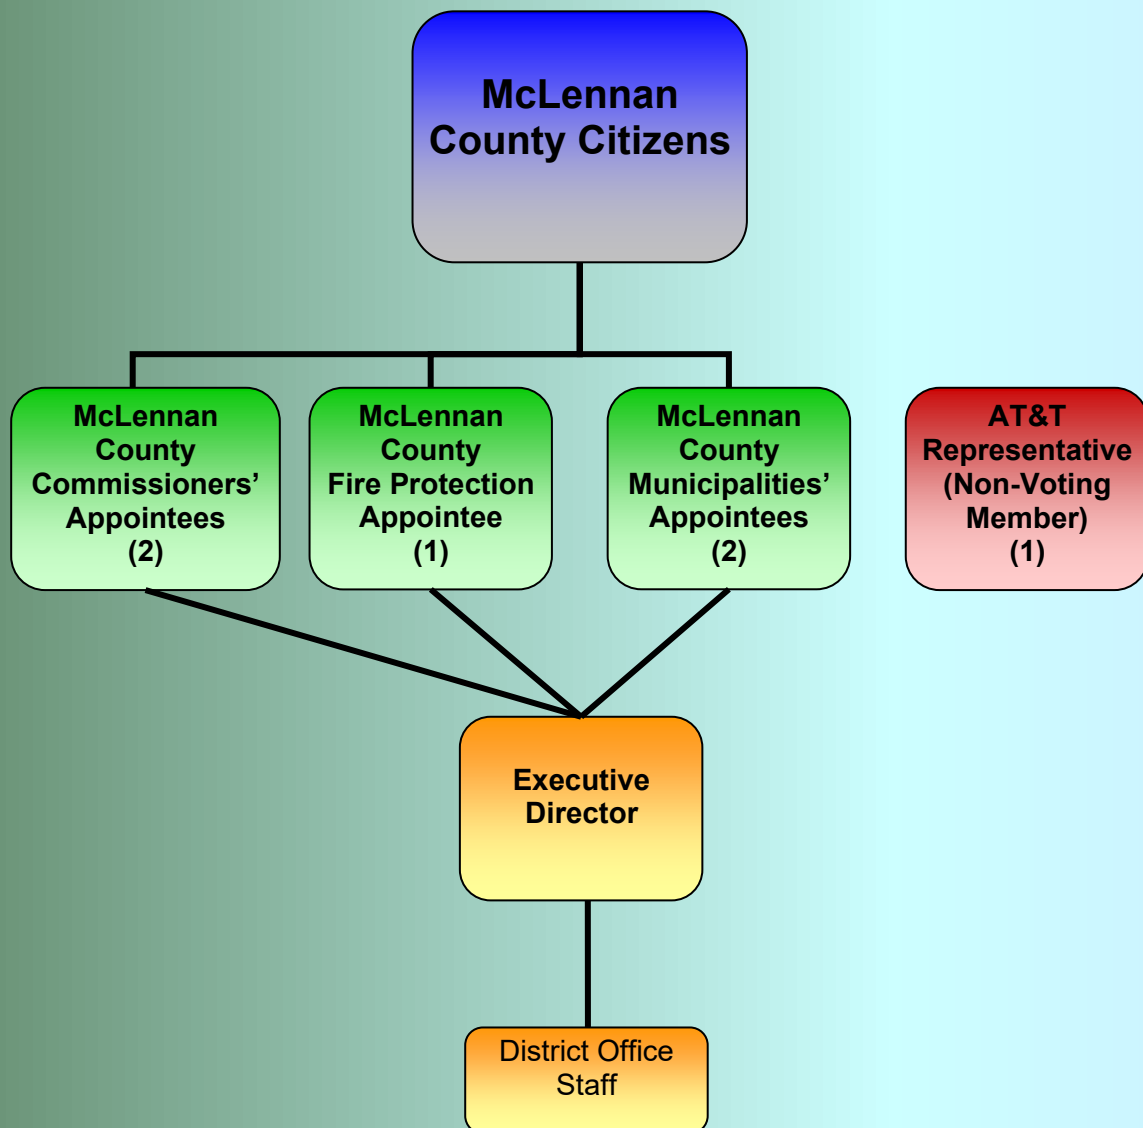 McLennan
County Citizens
McLennan
County
Commissioners’
Appointees
(2)
McLennan
County
Fire Protection
Appointee
(1)
McLennan
County
Municipalities’
Appointees
(2)
AT&T
Representative
(Non-Voting
Member)
(1)
Executive
Director
District Office
Staff